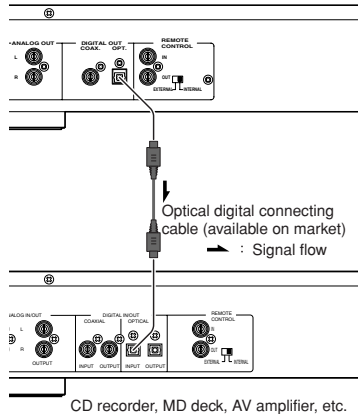 ANALOG OUT
DIGITAL OUT
REMOTE CONTROL
COAX. OPT.
L
IN
R
OUT
EXTERNAL INTERNAL
Optical digital connecting
cable (available on market)
: Signal flow
ANALOG IN/OUT
DIGITAL IN/OUT
COAXIAL OPTICAL
REMOTE CONTROL
L
IN
R
OUT
OUTPUT
INPUT OUTPUT INPUT OUTPUT
EXTERNAL INTERNAL
CD recorder, MD deck, AV amplifier, etc.